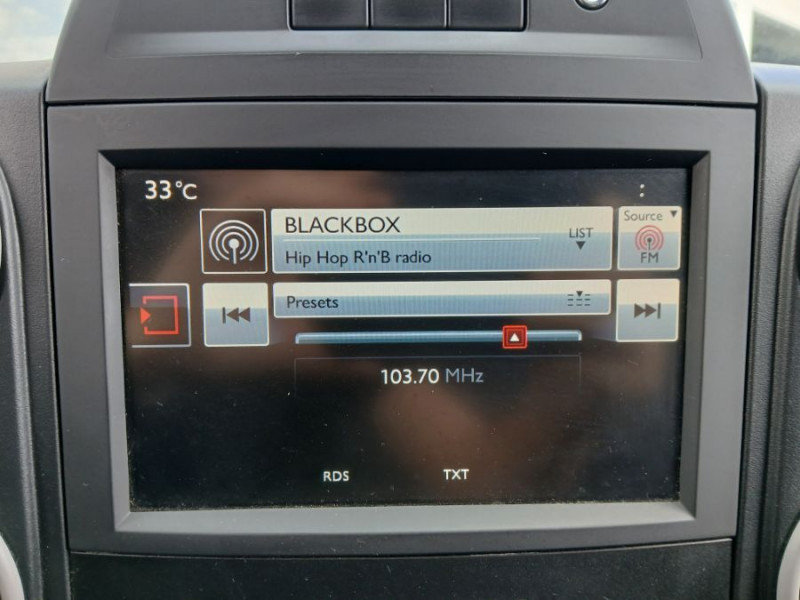 33°C
BLACKBOX
LIST
Hip Hop R'n'B radio
Source
FM
Presets
103.70 MHz
RDS
TXT